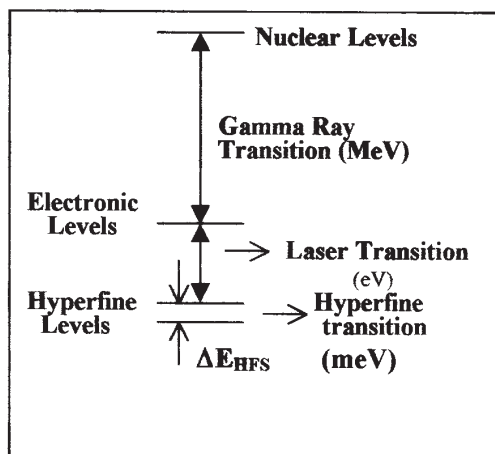 Nuclear Levels
Gamma Ray
Transition (MeV)
Electronic
Levels
Laser Transition
(eV)
Hyperfine
Levels
Hyperfine
transition
(meV)
ΔE_HFS